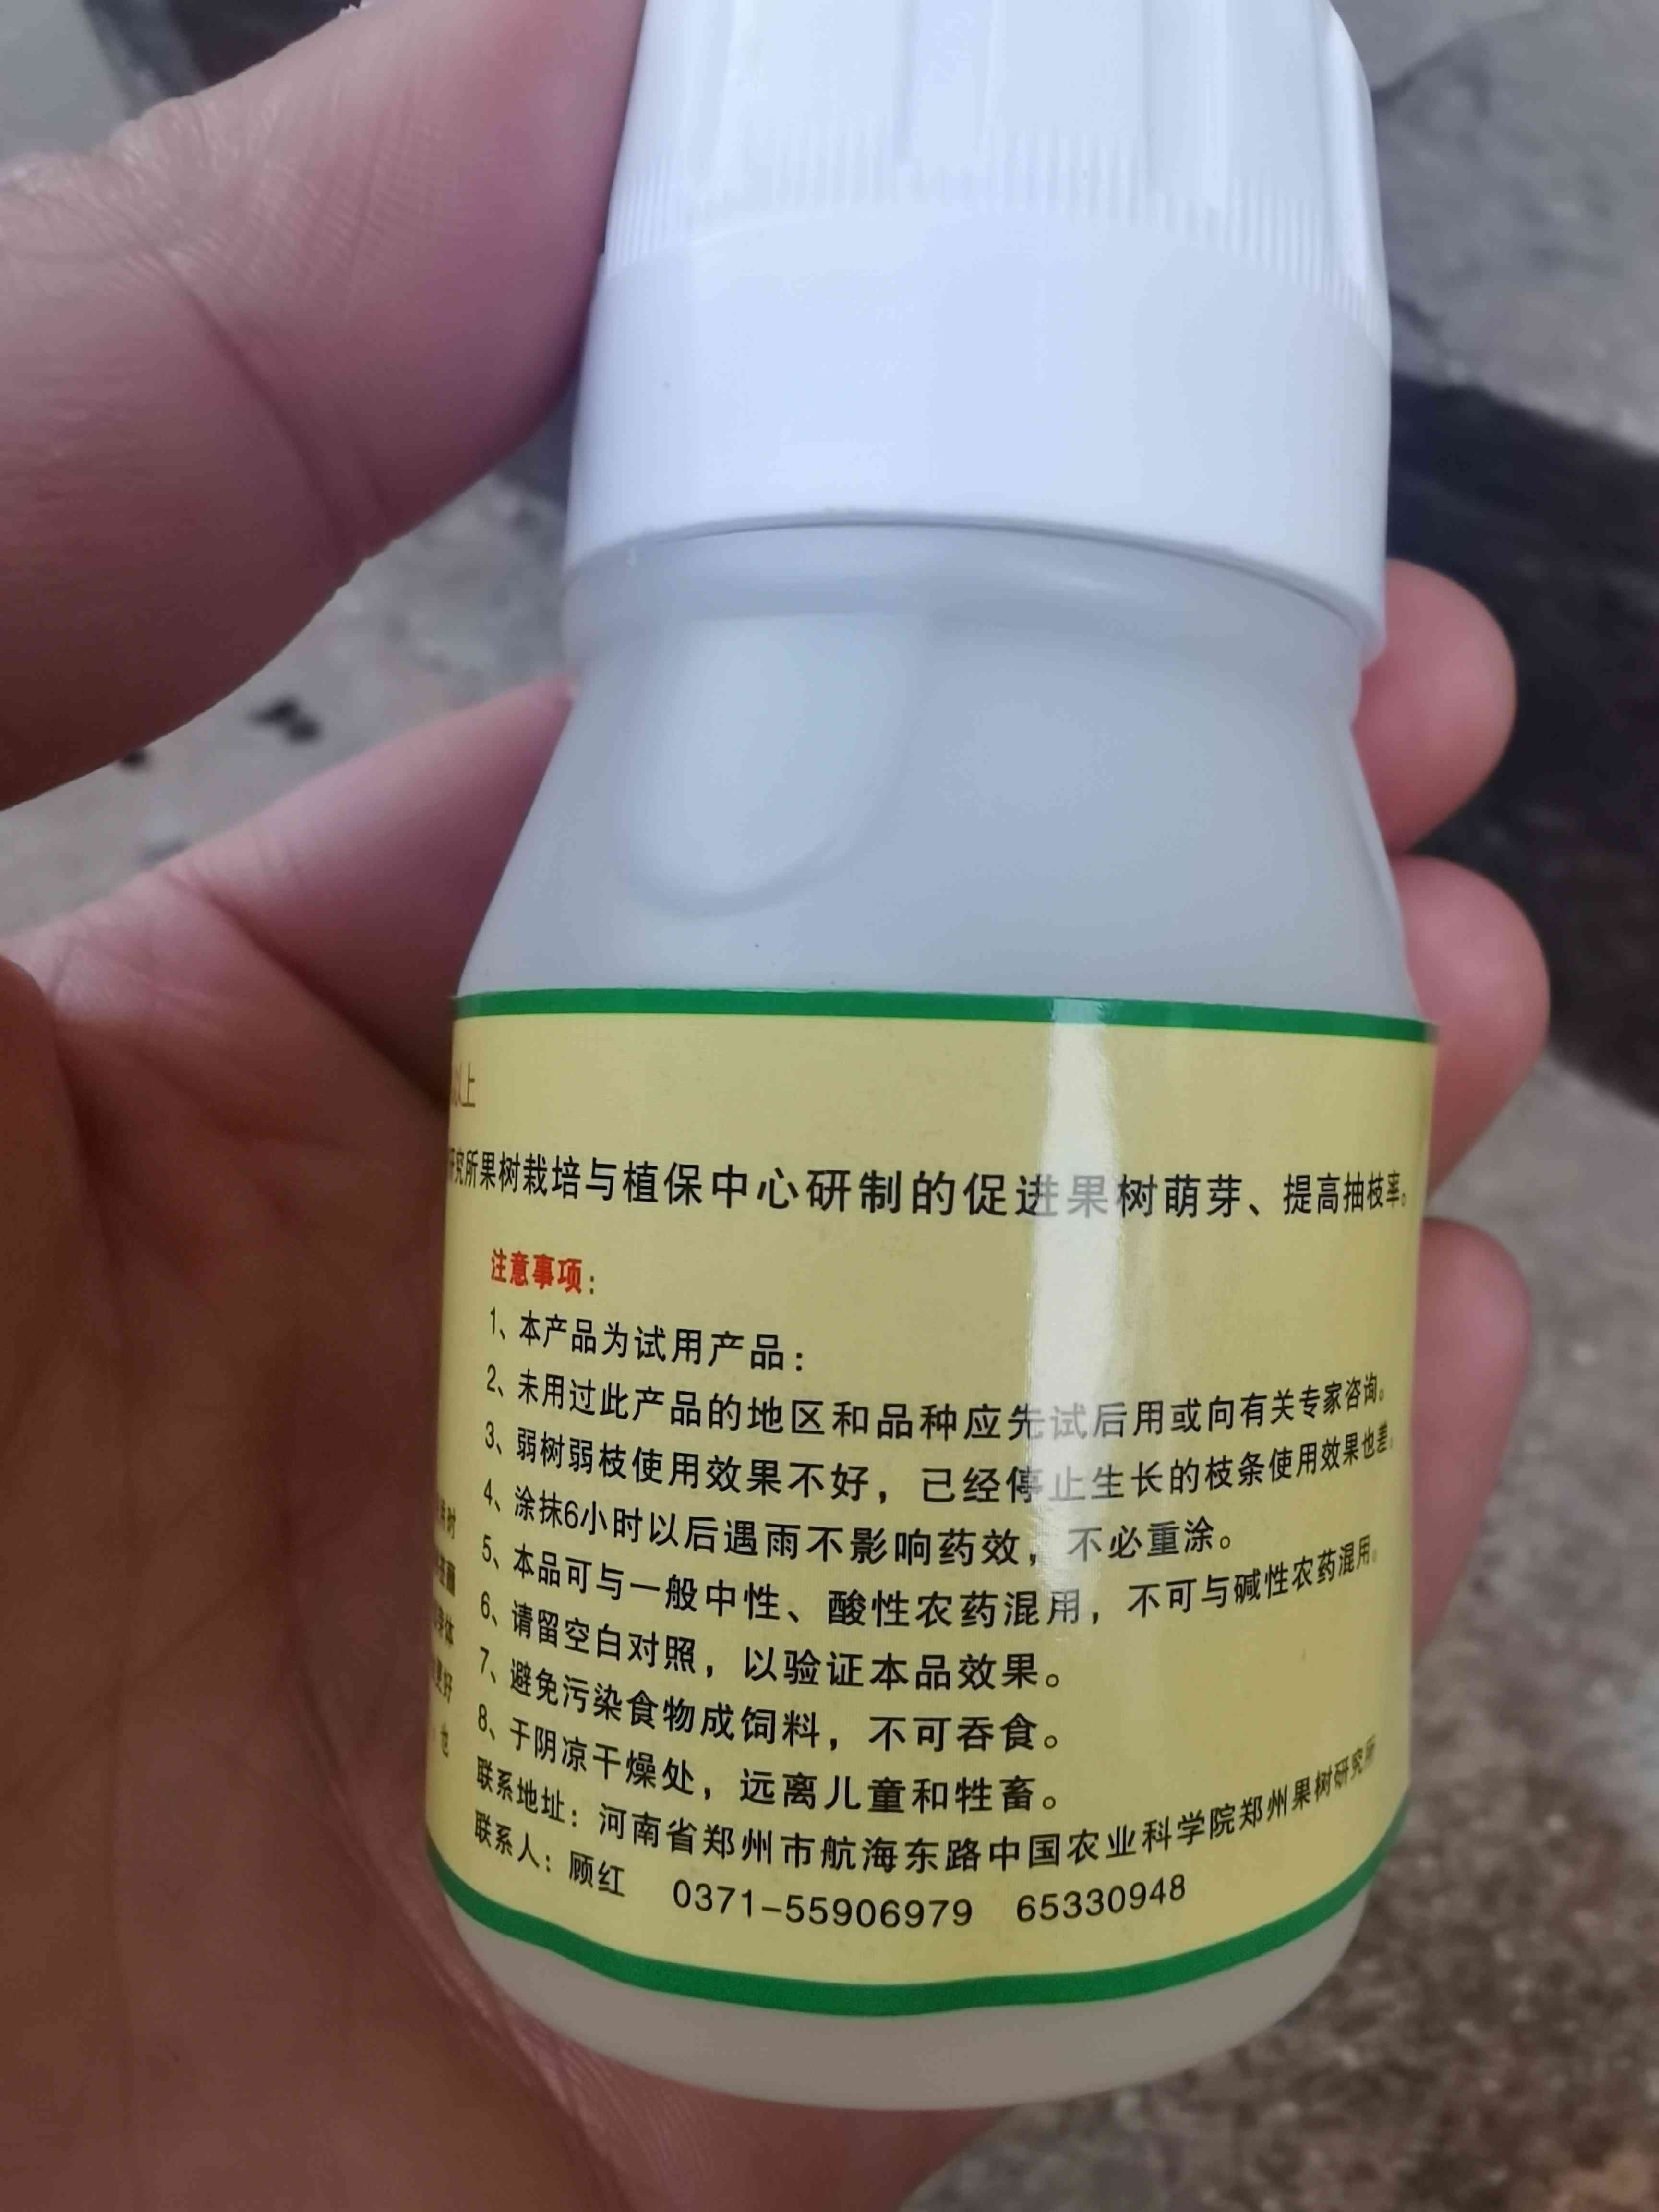 以上
研究所果树栽培与植保中心研制的促进果树萌芽、提高抽枝率。
注意事项：
1、本产品为试用产品：
2、未用过此产品的地区和品种应先试后用或向有关专家咨询。
3、弱树弱枝使用效果不好，已经停止生长的枝条使用效果也差。
4、涂抹6小时以后遇雨不影响药效，不必重涂。
5、本品可与一般中性、酸性农药混用，不可与碱性农药混用。
6、请留空白对照，以验证本品效果。
7、避免污染食物成饲料，不可吞食。
8、于阴凉干燥处，远离儿童和牲畜。
联系地址：河南省郑州市航海东路中国农业科学院郑州果树研究所
联系人：顾红 0371-55906979 65330948
时
体
更好
也